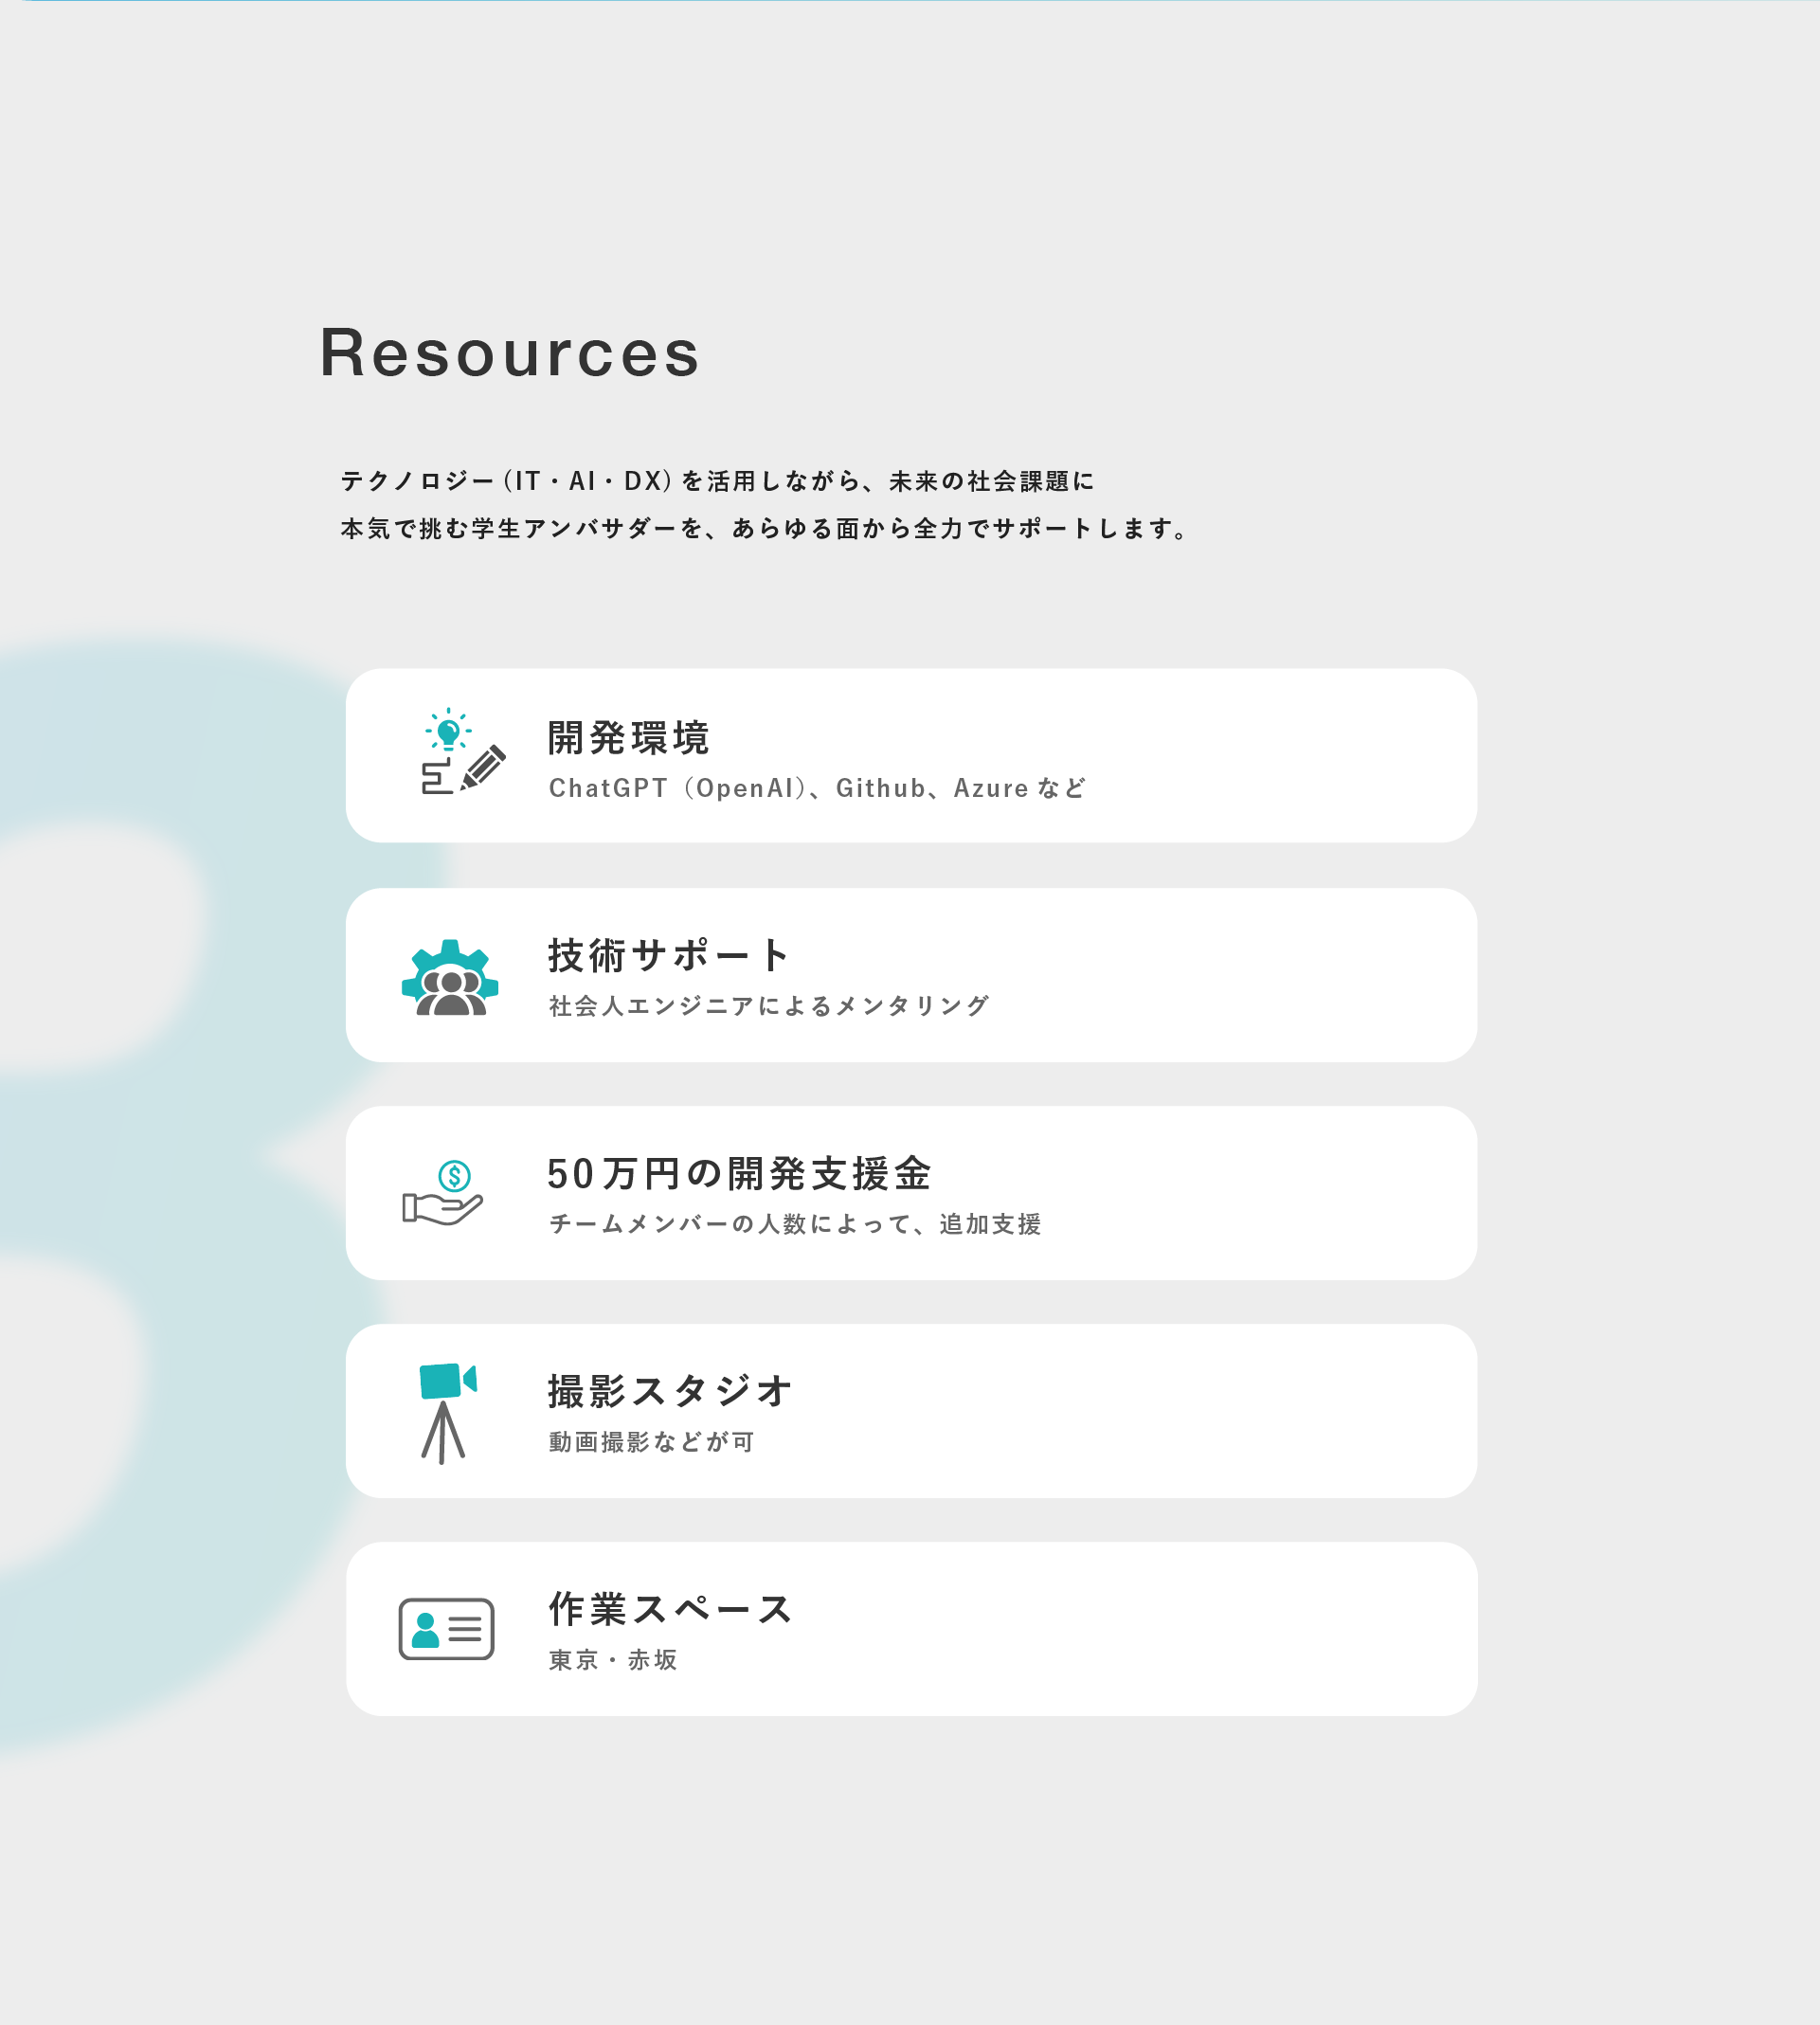 Resources
テクノロジー(IT・AI・DX)を活用しながら、未来の社会課題に
本気で挑む学生アンバサダーを、あらゆる面から全力でサポートします。
開発環境
ChatGPT（OpenAI）、Github、Azure など
技術サポート
社会人エンジニアによるメンタリング
$
50万円の開発支援金
チームメンバーの人数によって、追加支援
撮影スタジオ
動画撮影などが可
作業スペース
東京・赤坂